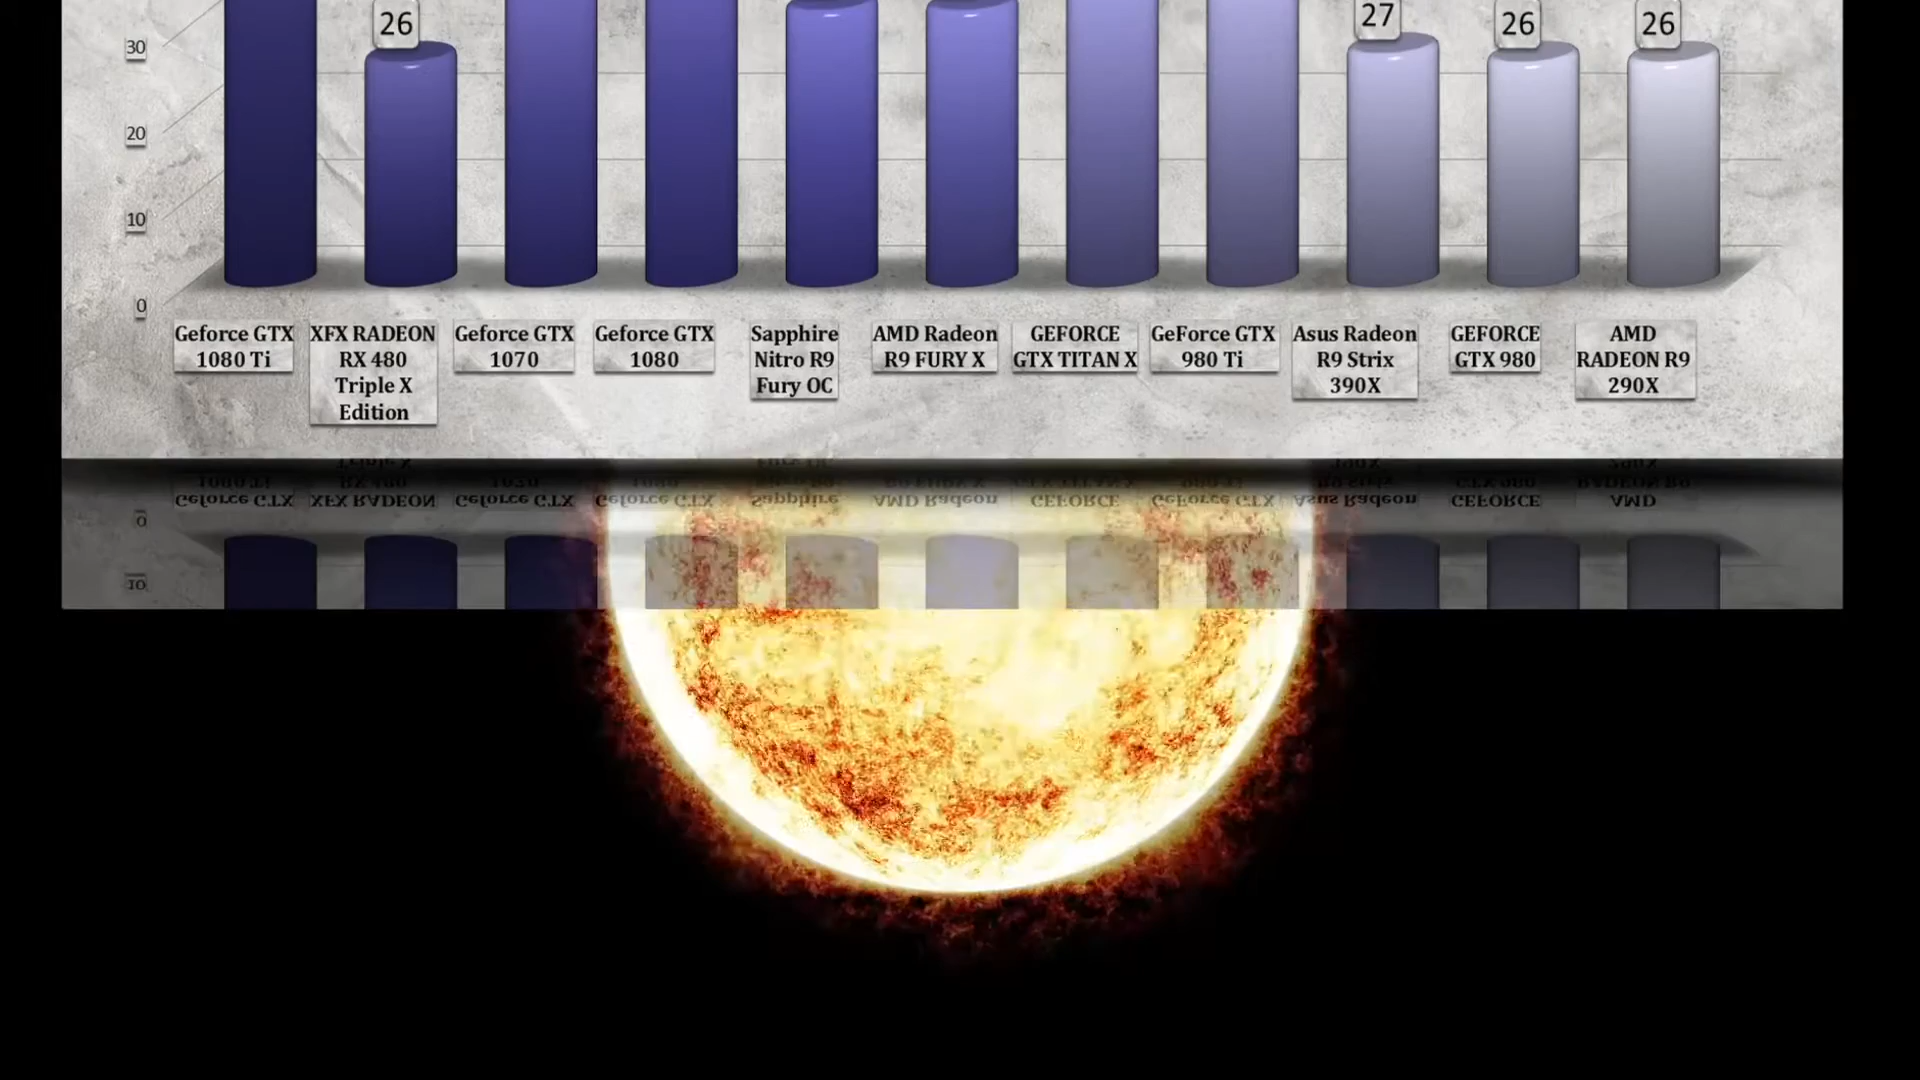 26
27
26
26
30
20
10
0
Geforce GTX
1080 Ti
XFX RADEON
RX 480
Triple X
Edition
Geforce GTX
1070
Geforce GTX
1080
Sapphire
Nitro R9
Fury OC
AMD Radeon
R9 FURY X
GEFORCE
GTX TITAN X
GeForce GTX
980 Ti
Asus Radeon
R9 Strix
390X
GEFORCE
GTX 980
AMD
RADEON R9
290X